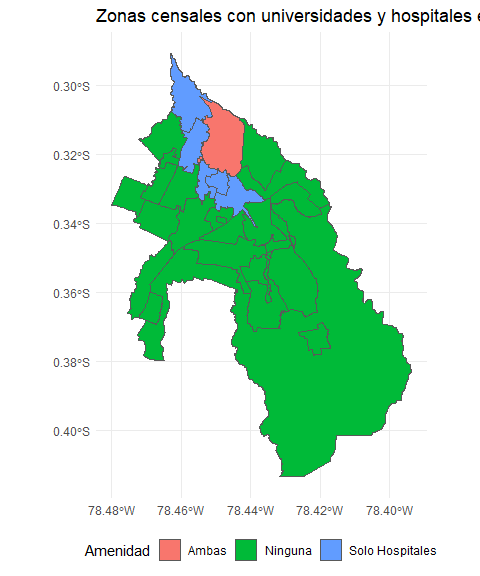 Zonas censales con universidades y hospitales e
0.30°S
0.32°S
0.34°S
0.36°S
0.38°S
0.40°S
78.48°W 78.46°W 78.44°W 78.42°W 78.40°W
Amenidad Ambas Ninguna Solo Hospitales